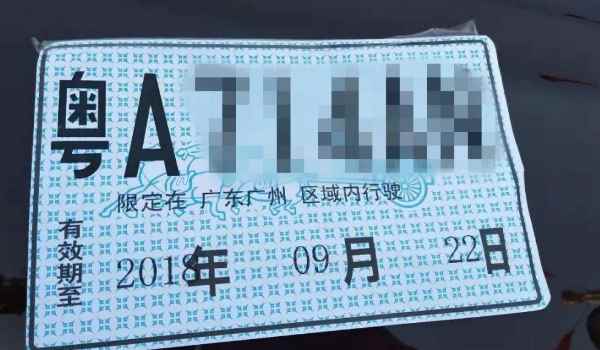 粤A
限定在 广东广州 区域内行驶
有效期至 2018年 09月 22日